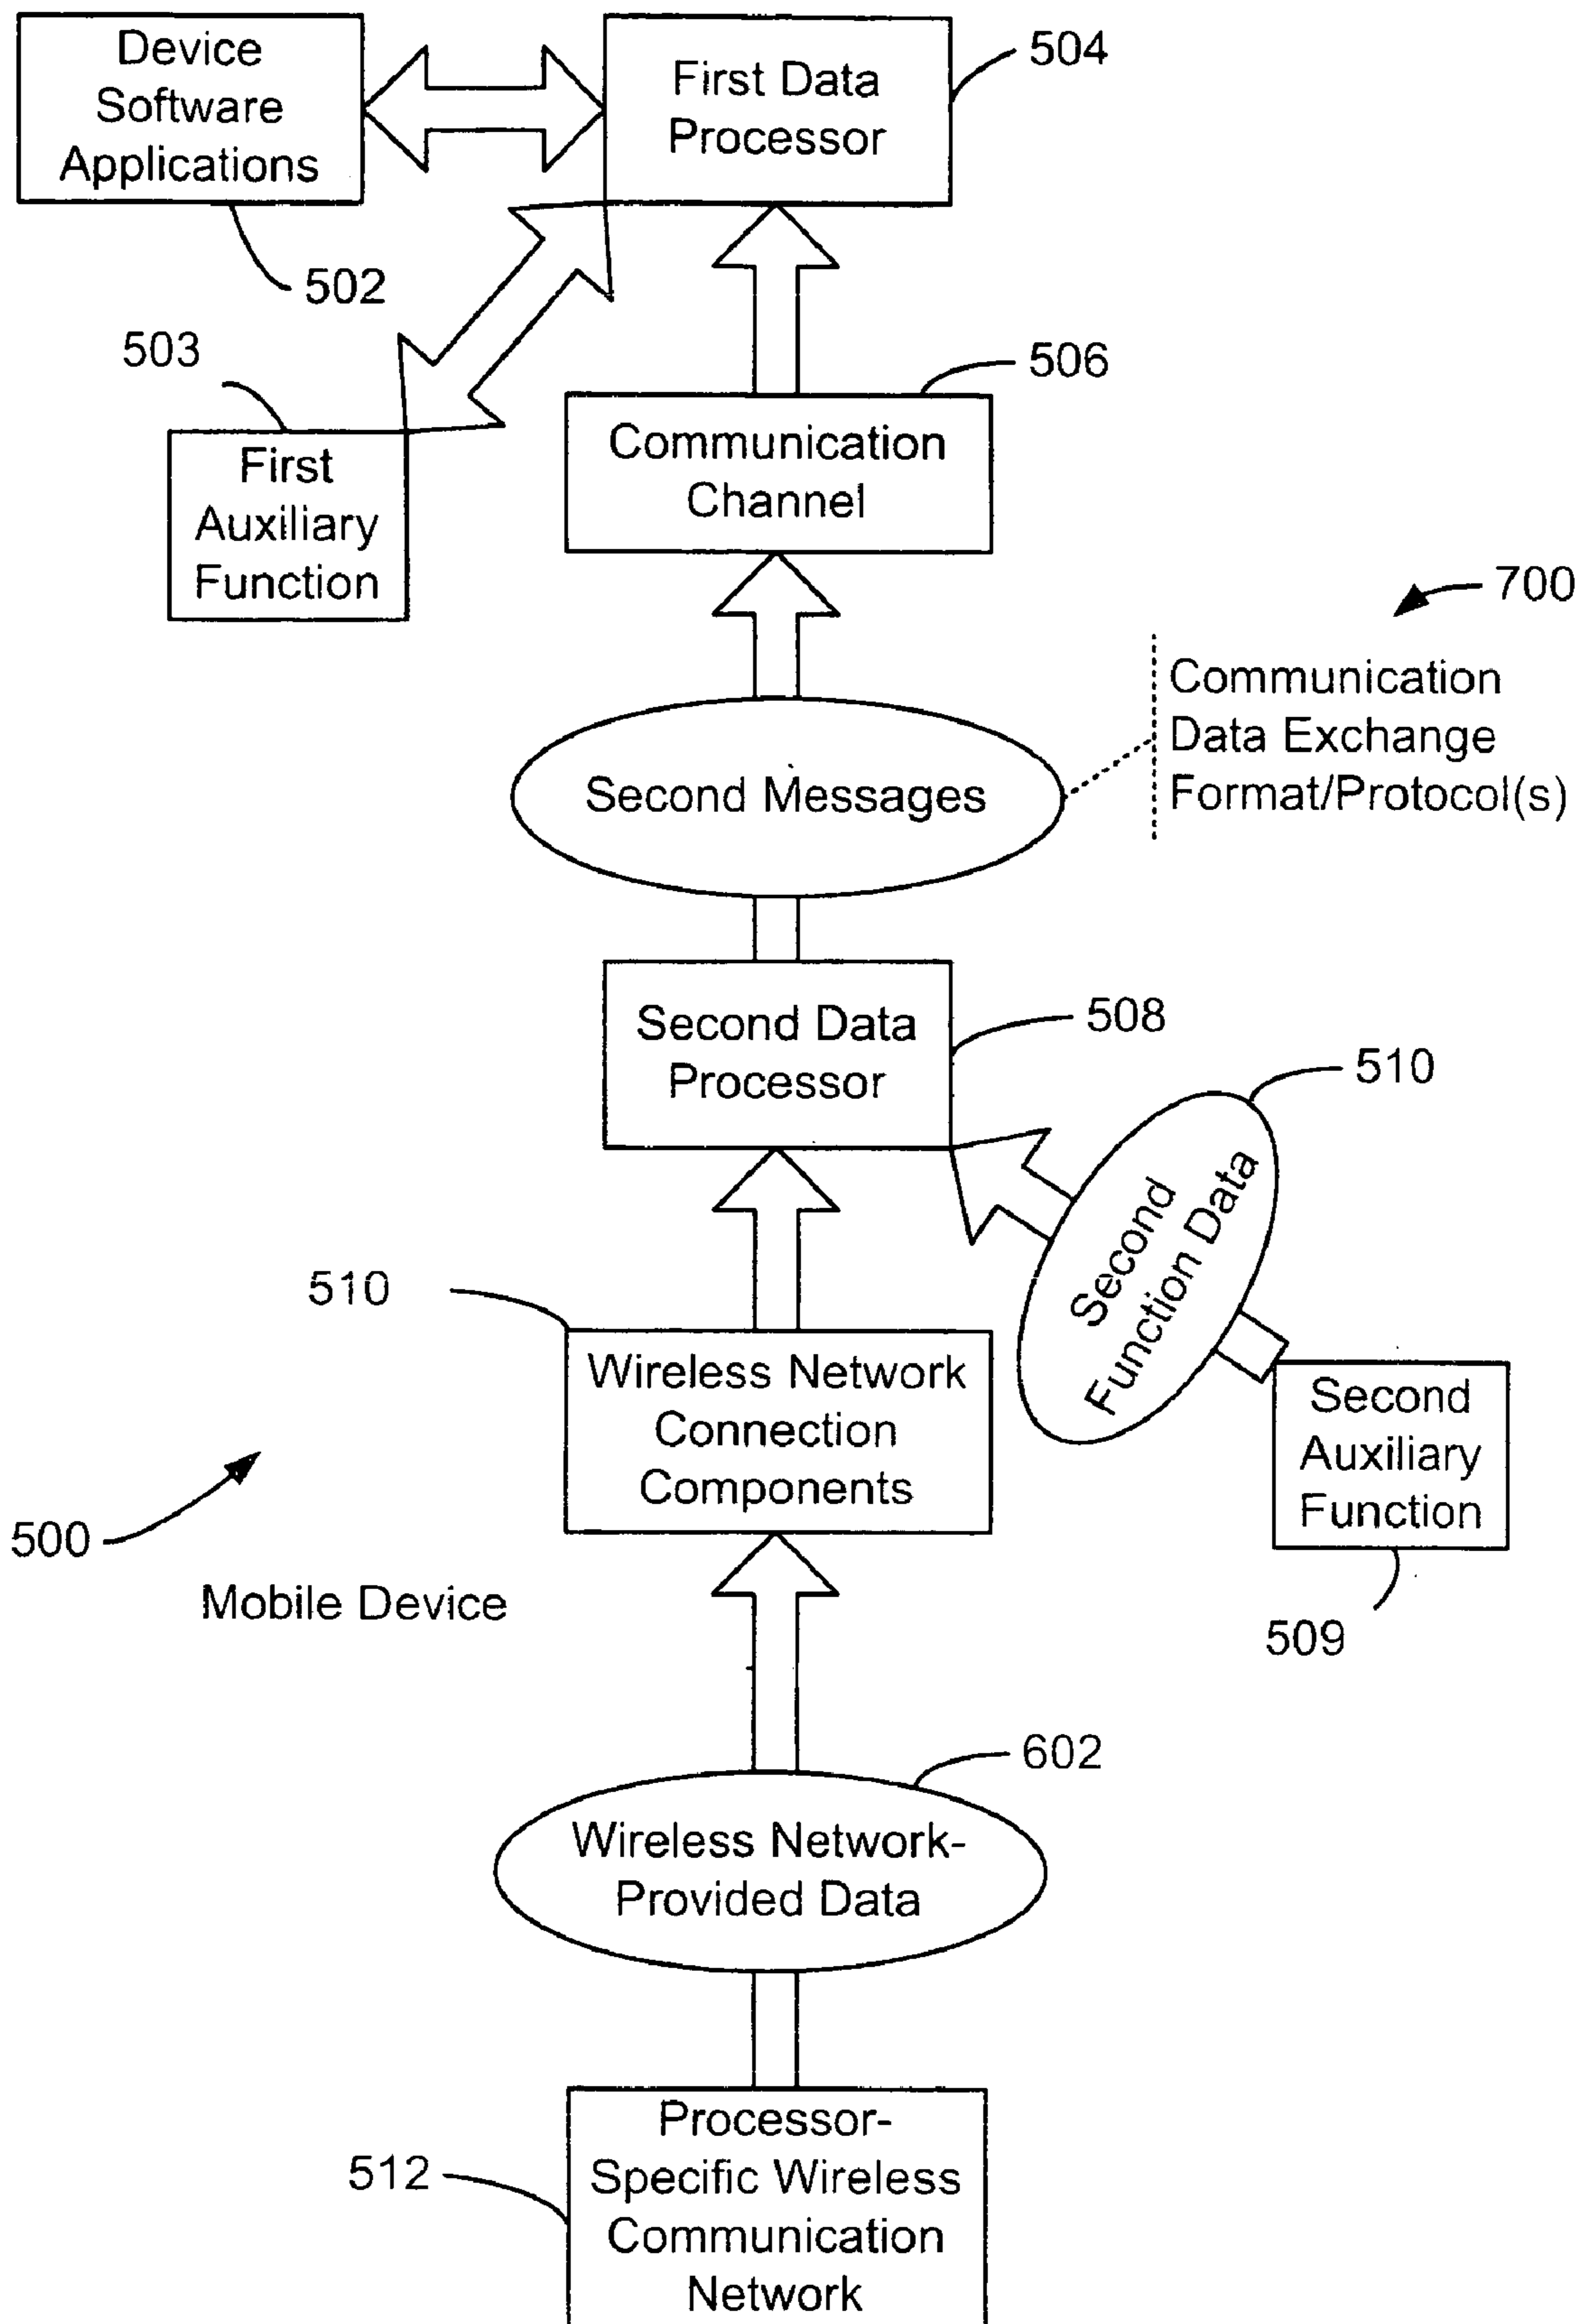 Device
Software
Applications
First Data
Processor
504
502
503
506
First
Auxiliary
Function
Communication
Channel
700
Communication
Data Exchange
Format/Protocol(s)
Second Messages
Second Data
Processor
508
510
Second
Function Data
510
Wireless Network
Connection
Components
Second
Auxiliary
Function
500
Mobile Device
509
602
Wireless Network-
Provided Data
512
Processor-
Specific Wireless
Communication
Network